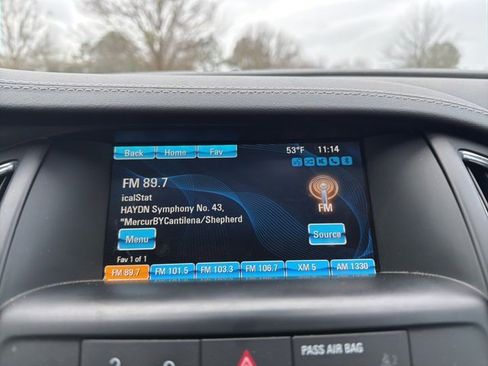 Back Home Fav 53°F 11:14
FM 89.7
icalStat
HAYDN Symphony No. 43,
"MercurBYCantilena/Shepherd
FM
Menu Source
Fav 1 of 1
FM 89.7 FM 101.5 FM 103.3 FM 106.7 XM 5 AM 1330
PASS AIR BAG